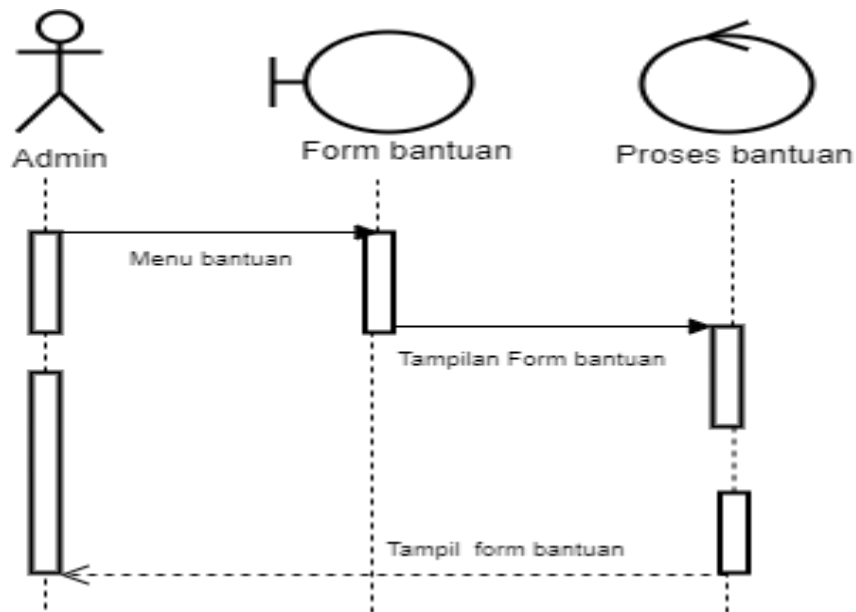 Admin
Form bantuan
Proses bantuan
Menu bantuan
Tampilan Form bantuan
Tampil form bantuan